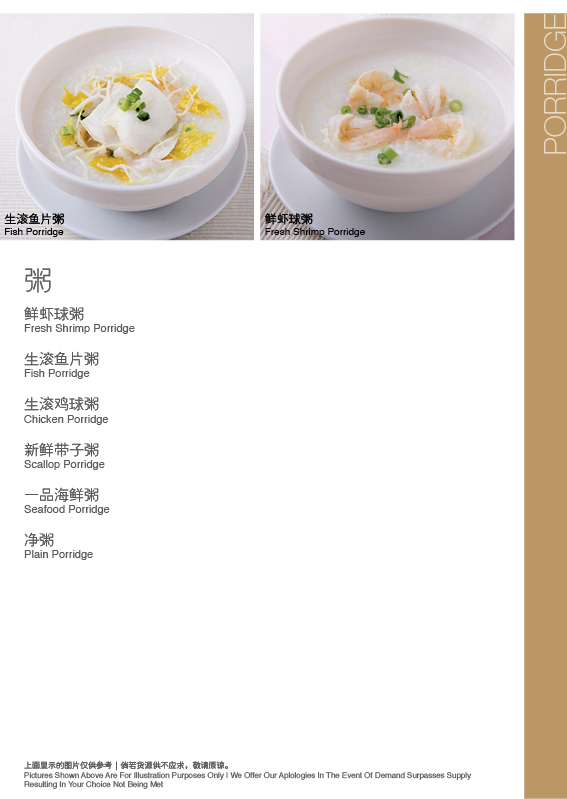 PORRIDGE
生滚鱼片粥
Fish Porridge
鲜虾球粥
Fresh Shrimp Porridge
粥
鲜虾球粥
Fresh Shrimp Porridge
生滚鱼片粥
Fish Porridge
生滚鸡球粥
Chicken Porridge
新鲜带子粥
Scallop Porridge
一品海鲜粥
Seafood Porridge
净粥
Plain Porridge
上面显示的图片仅供参考 | 倘若货源供不应求，敬请原谅。
Pictures Shown Above Are For Illustration Purposes Only I We Offer Our Aplologies In The Event Of Demand Surpasses Supply
Resulting In Your Choice Not Being Met